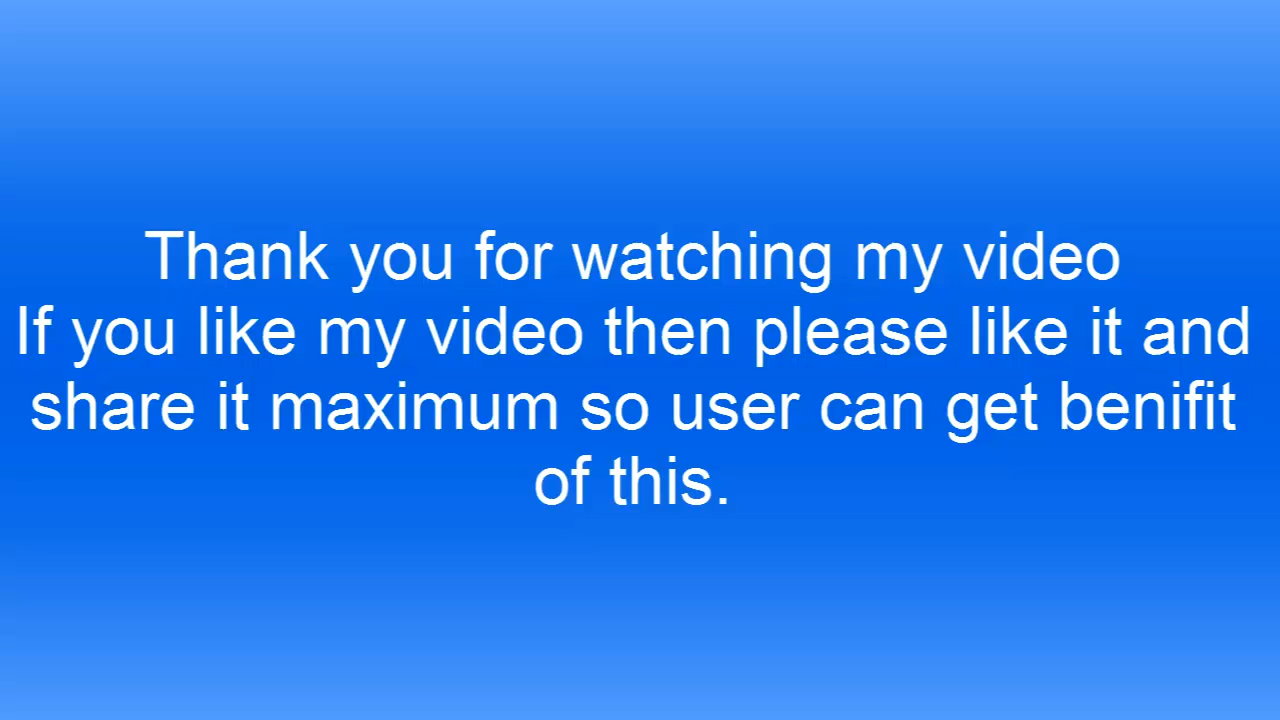 Thank you for watching my video
If you like my video then please like it and
share it maximum so user can get benifit
of this.